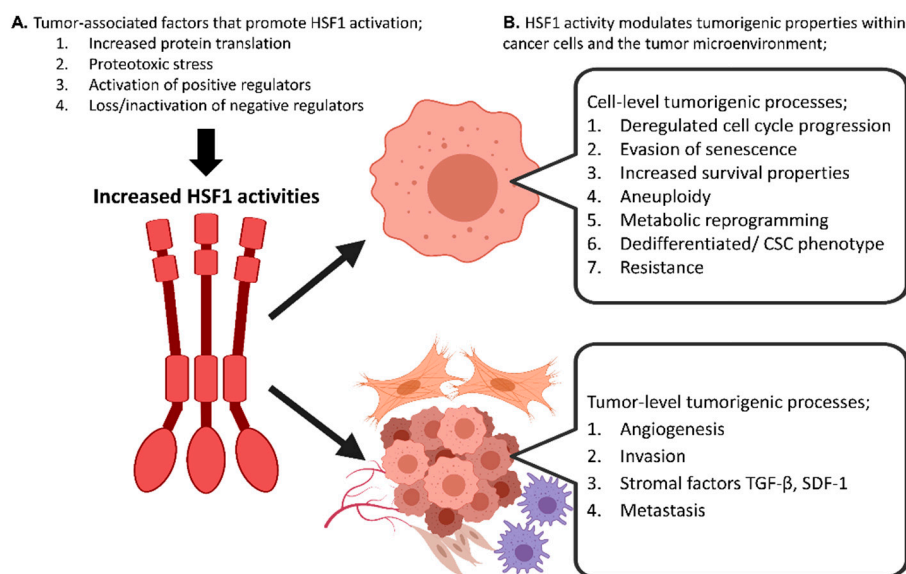 A. Tumor-associated factors that promote HSF1 activation;
1. Increased protein translation
2. Proteotoxic stress
3. Activation of positive regulators
4. Loss/inactivation of negative regulators
Increased HSF1 activities
B. HSF1 activity modulates tumorigenic properties within
cancer cells and the tumor microenvironment;
Cell-level tumorigenic processes;
1. Deregulated cell cycle progression
2. Evasion of senescence
3. Increased survival properties
4. Aneuploidy
5. Metabolic reprogramming
6. Dedifferentiated/ CSC phenotype
7. Resistance
Tumor-level tumorigenic processes;
1. Angiogenesis
2. Invasion
3. Stromal factors TGF-β, SDF-1
4. Metastasis